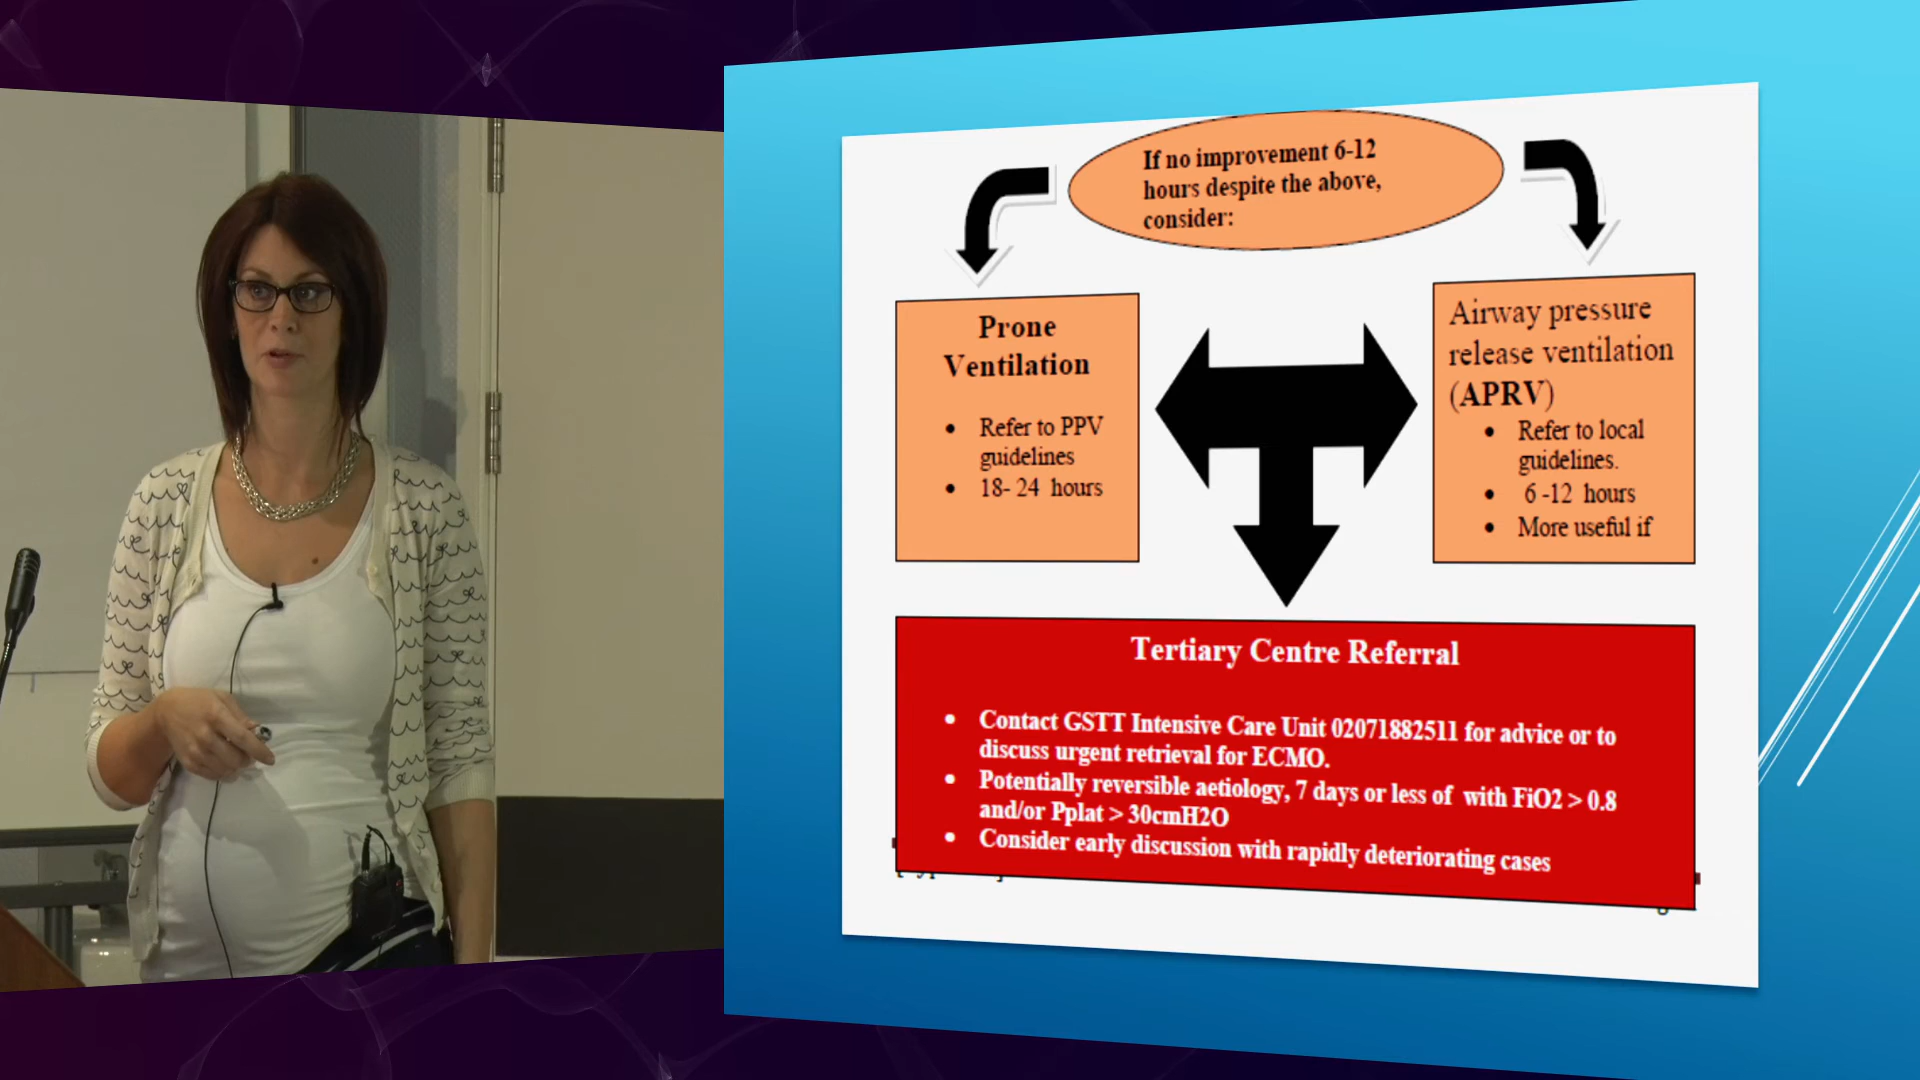 If no improvement 6-12
hours despite the above,
consider:
Prone
Ventilation
• Refer to PPV
guidelines
• 18- 24 hours
Airway pressure
release ventilation
(APRV)
• Refer to local
guidelines.
• 6 -12 hours
• More useful if
Tertiary Centre Referral
• Contact GSTT Intensive Care Unit 02071882511 for advice or to
discuss urgent retrieval for ECMO.
• Potentially reversible aetiology, 7 days or less of with FiO2 > 0.8
and/or Pplat > 30cmH2O
• Consider early discussion with rapidly deteriorating cases